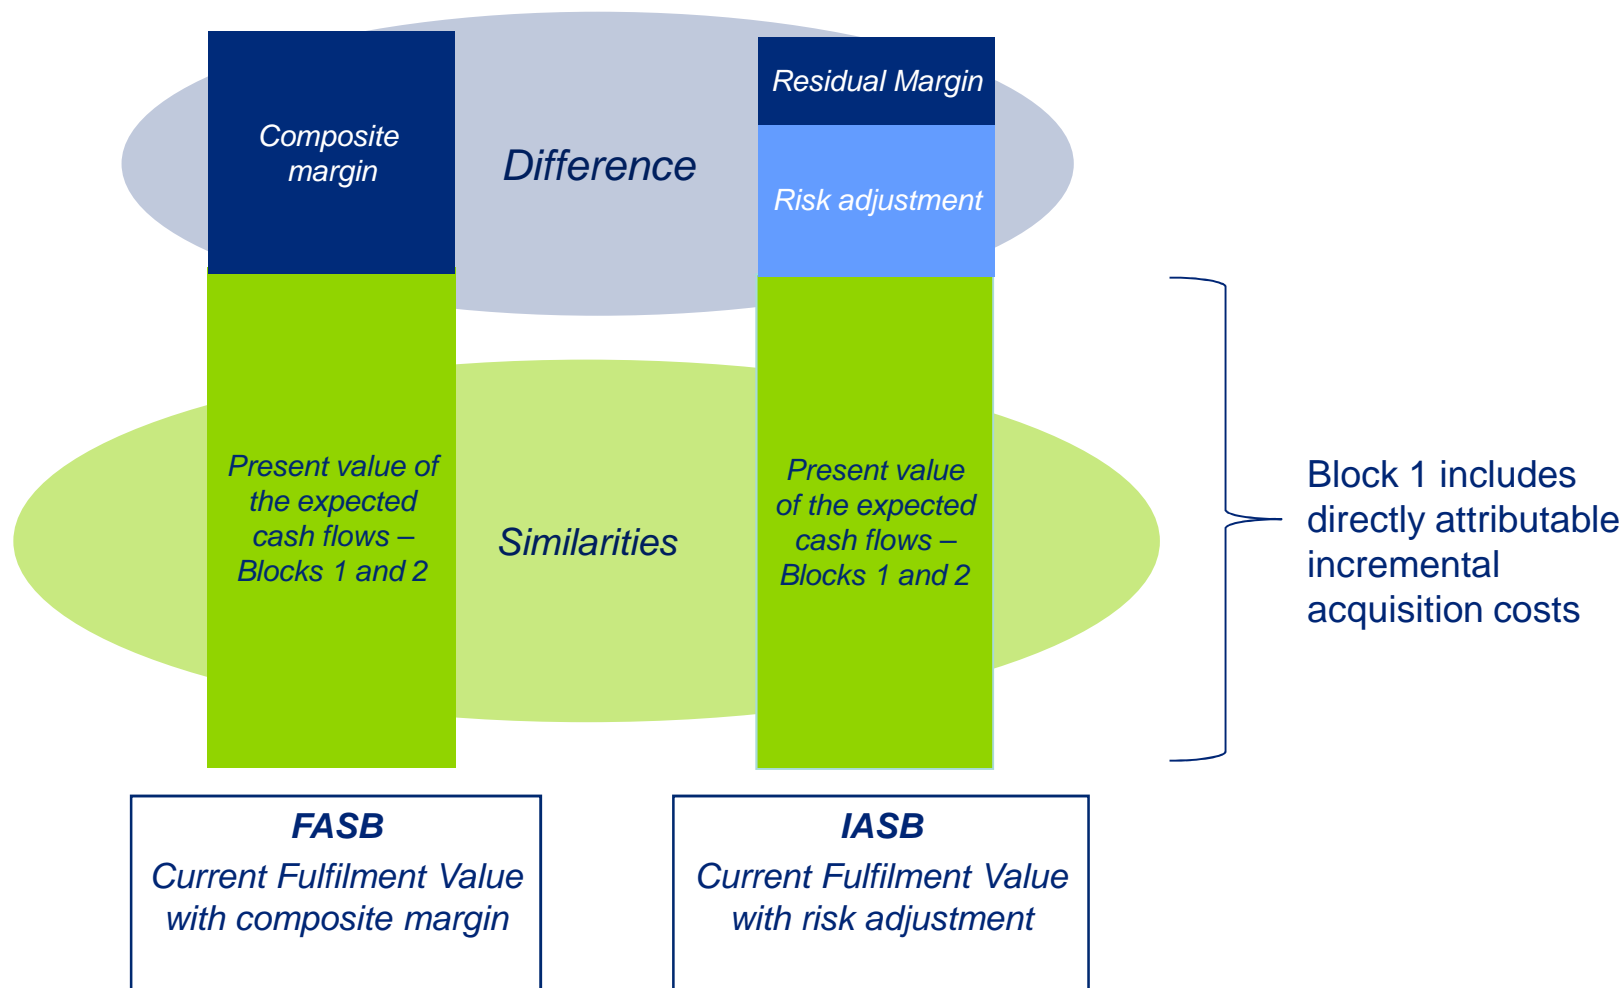 Composite
margin
Difference
Residual Margin
Risk adjustment
Present value of
the expected
cash flows –
Blocks 1 and 2
Similarities
Present value
of the expected
cash flows –
Blocks 1 and 2
Block 1 includes
directly attributable
incremental
acquisition costs
FASB
Current Fulfilment Value
with composite margin
IASB
Current Fulfilment Value
with risk adjustment